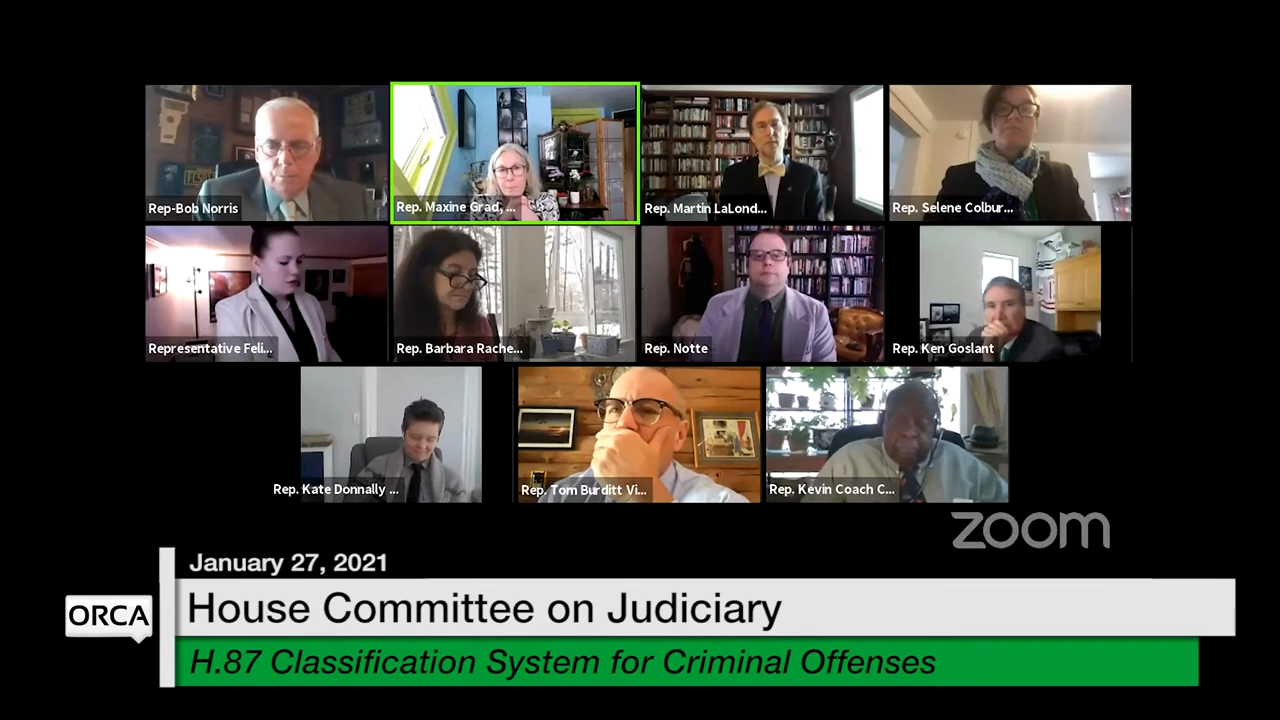 Rep-Bob Norris
Rep. Maxine Grad, ...
Rep. Martin LaLond...
Rep. Selene Colbur...
Representative Feli...
Rep. Barbara Rache...
Rep. Notte
Rep. Ken Goslant
Rep. Kate Donnally ...
Rep. Tom Burditt Vi...
Rep. Kevin Coach C...
zoom
January 27, 2021
ORCA
House Committee on Judiciary
H.87 Classification System for Criminal Offenses